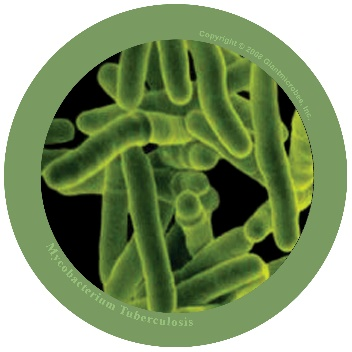 Copyright © 2008 Giantmicrobes, Inc.
Mycobacterium Tuberculosis